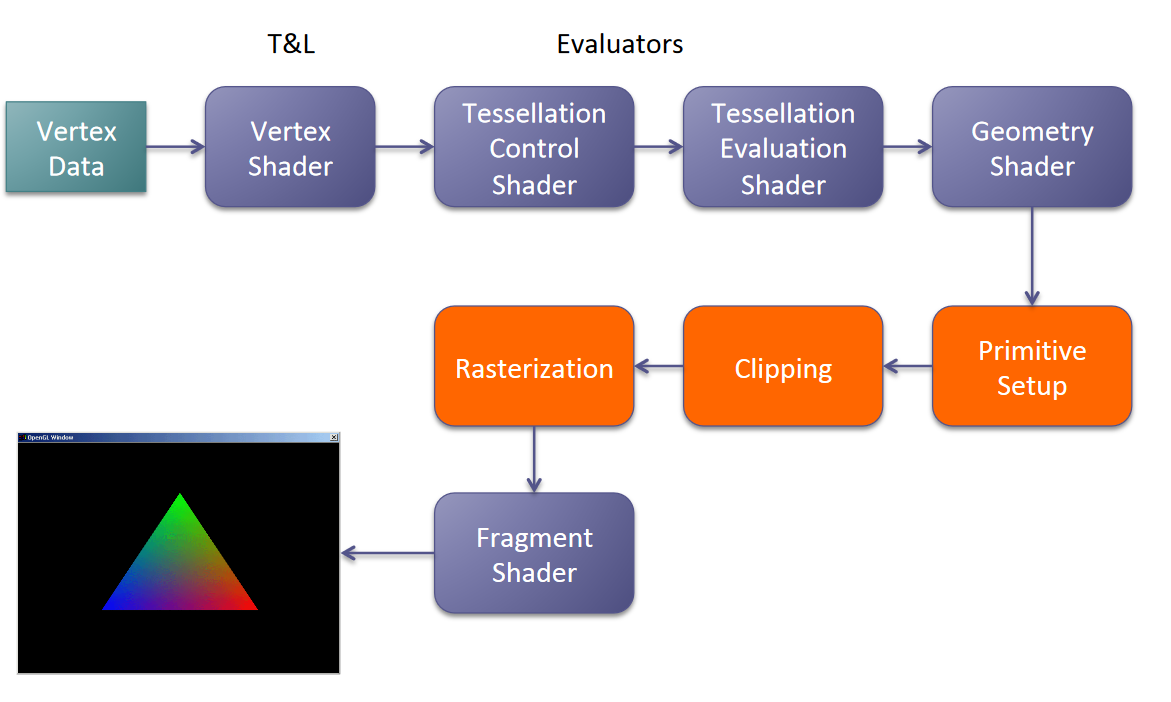 T&L
Evaluators
Vertex
Data
Vertex
Shader
Tessellation
Control
Shader
Tessellation
Evaluation
Shader
Geometry
Shader
Primitive
Setup
Clipping
Rasterization
Fragment
Shader
OpenGL Window